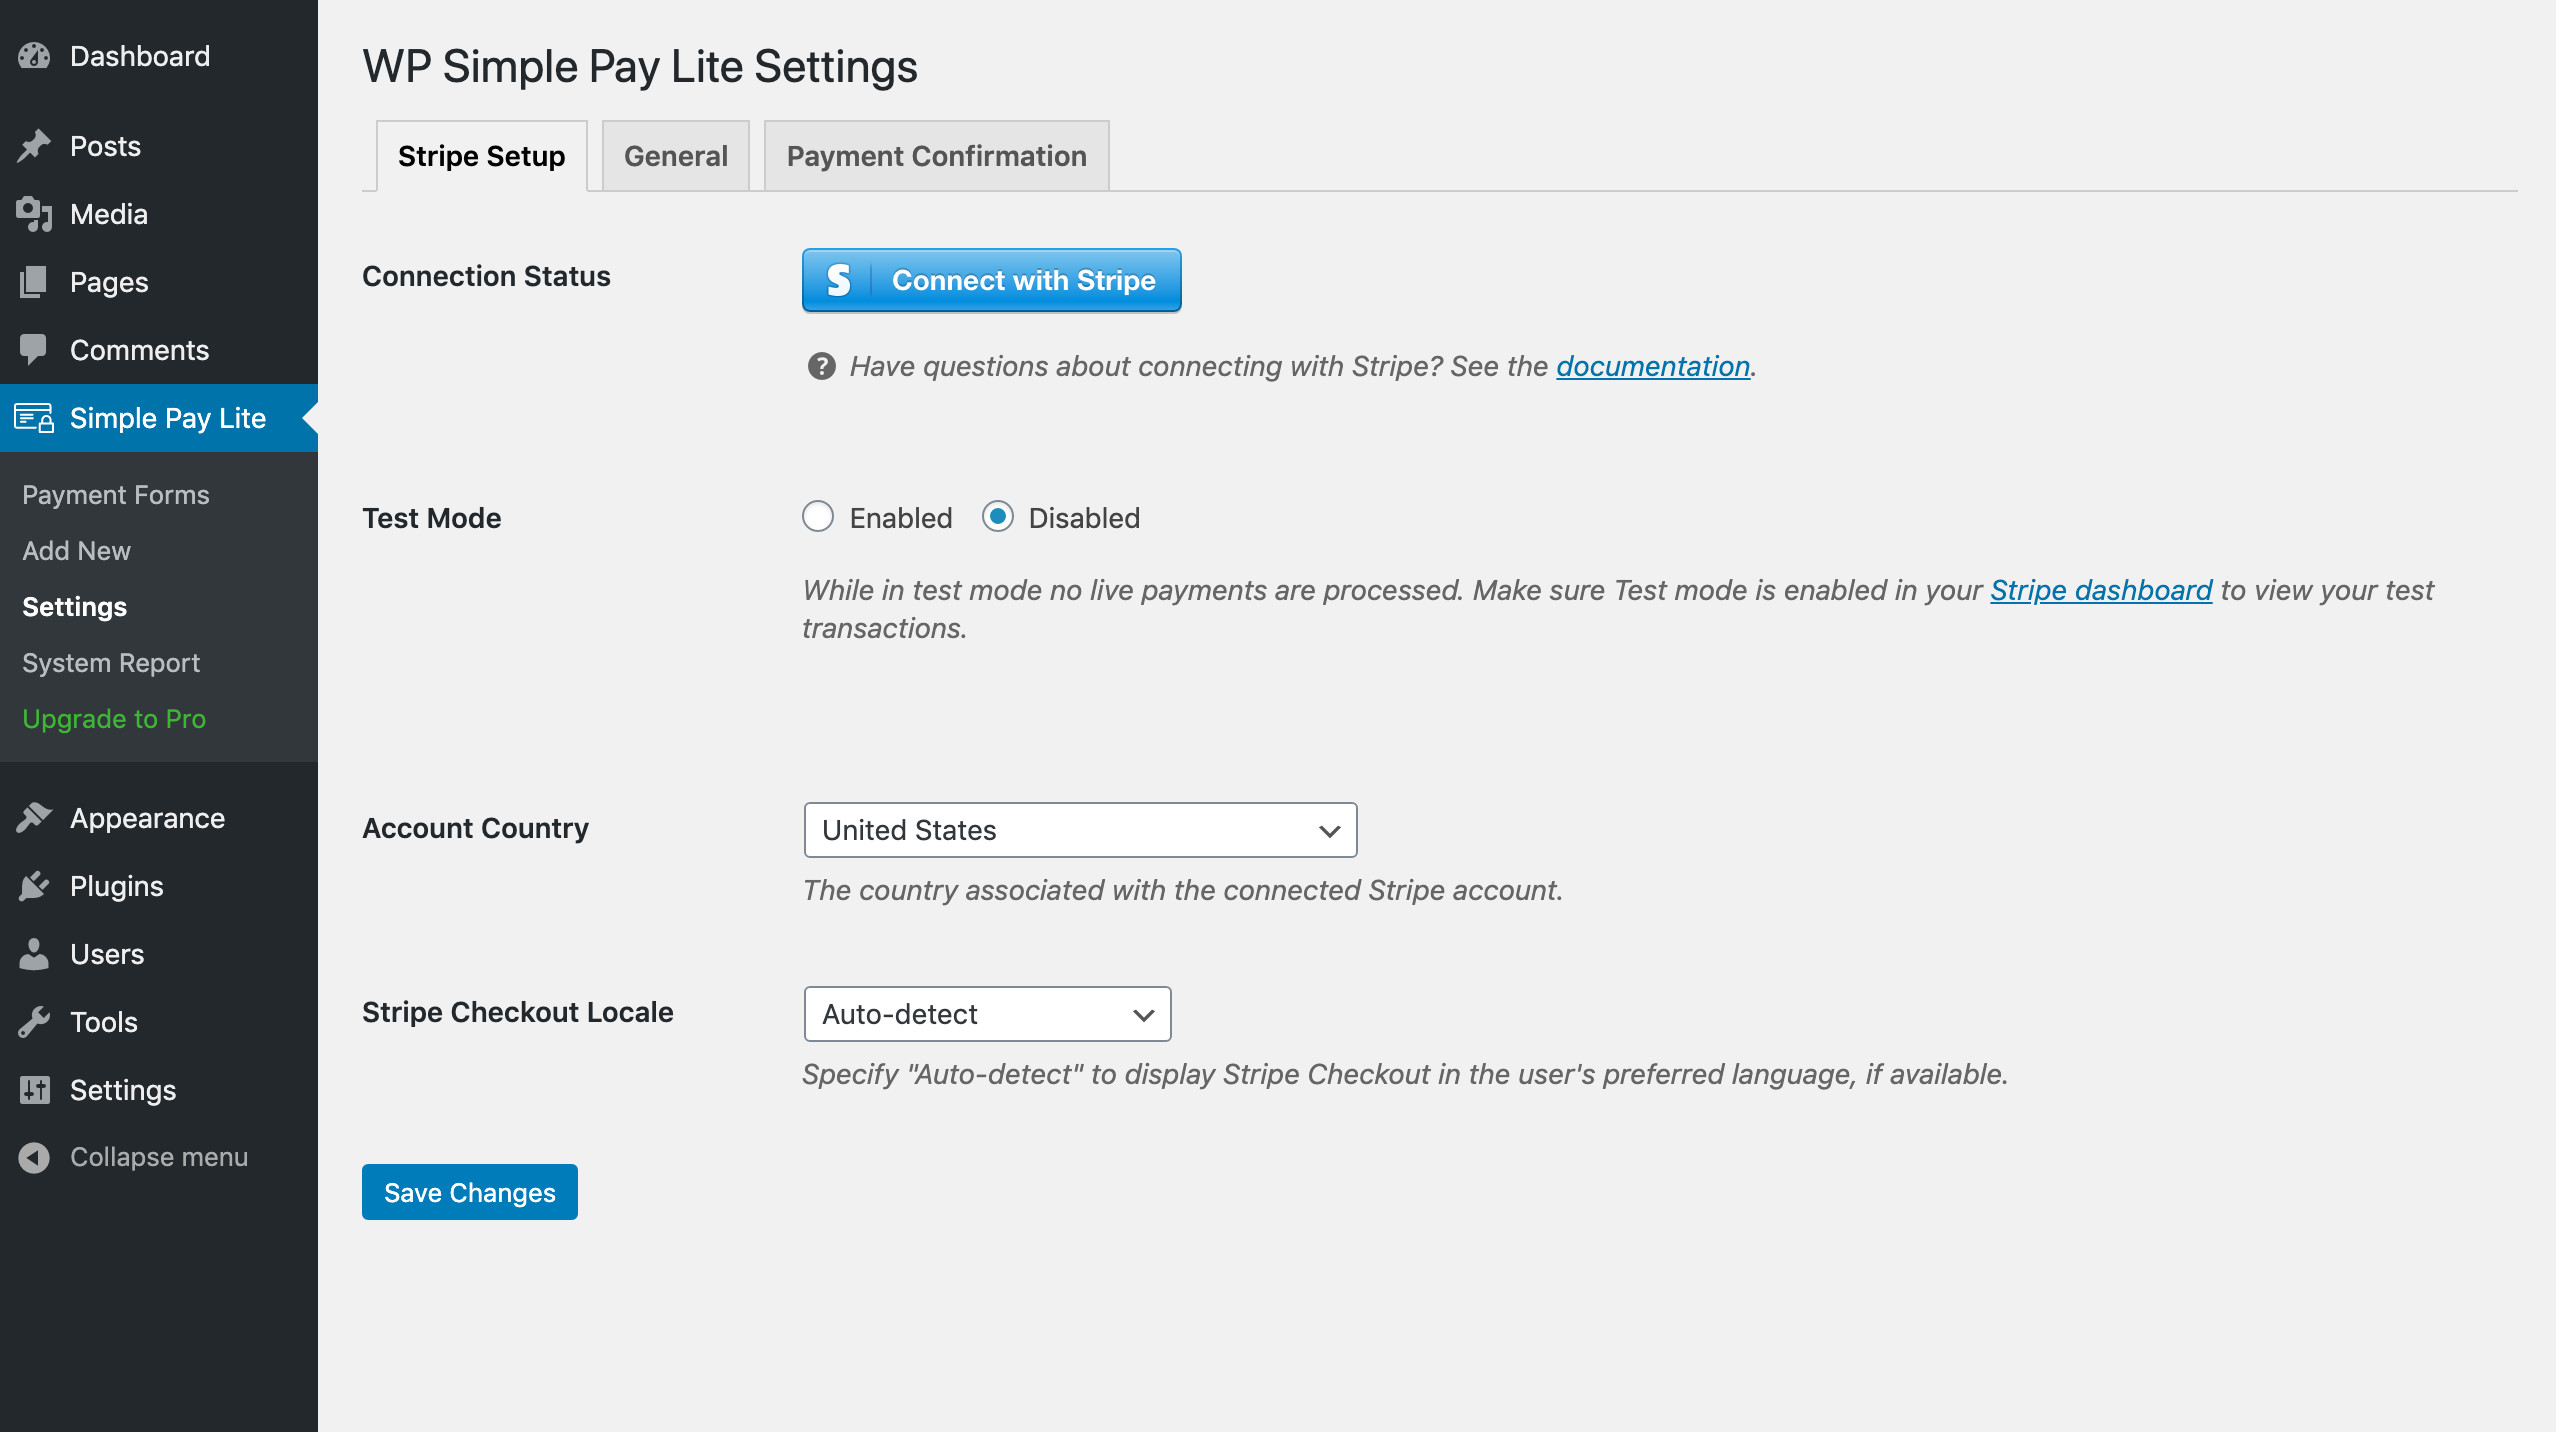 Dashboard
Posts
Media
Pages
Comments
Simple Pay Lite
Payment Forms
Add New
Settings
System Report
Upgrade to Pro
Appearance
Plugins
Users
Tools
Settings
Collapse menu
WP Simple Pay Lite Settings
Stripe Setup
General
Payment Confirmation
Connection Status
S Connect with Stripe
? Have questions about connecting with Stripe? See the documentation.
Test Mode
Enabled
Disabled
While in test mode no live payments are processed. Make sure Test mode is enabled in your Stripe dashboard to view your test
transactions.
Account Country
United States
The country associated with the connected Stripe account.
Stripe Checkout Locale
Auto-detect
Specify "Auto-detect" to display Stripe Checkout in the user's preferred language, if available.
Save Changes